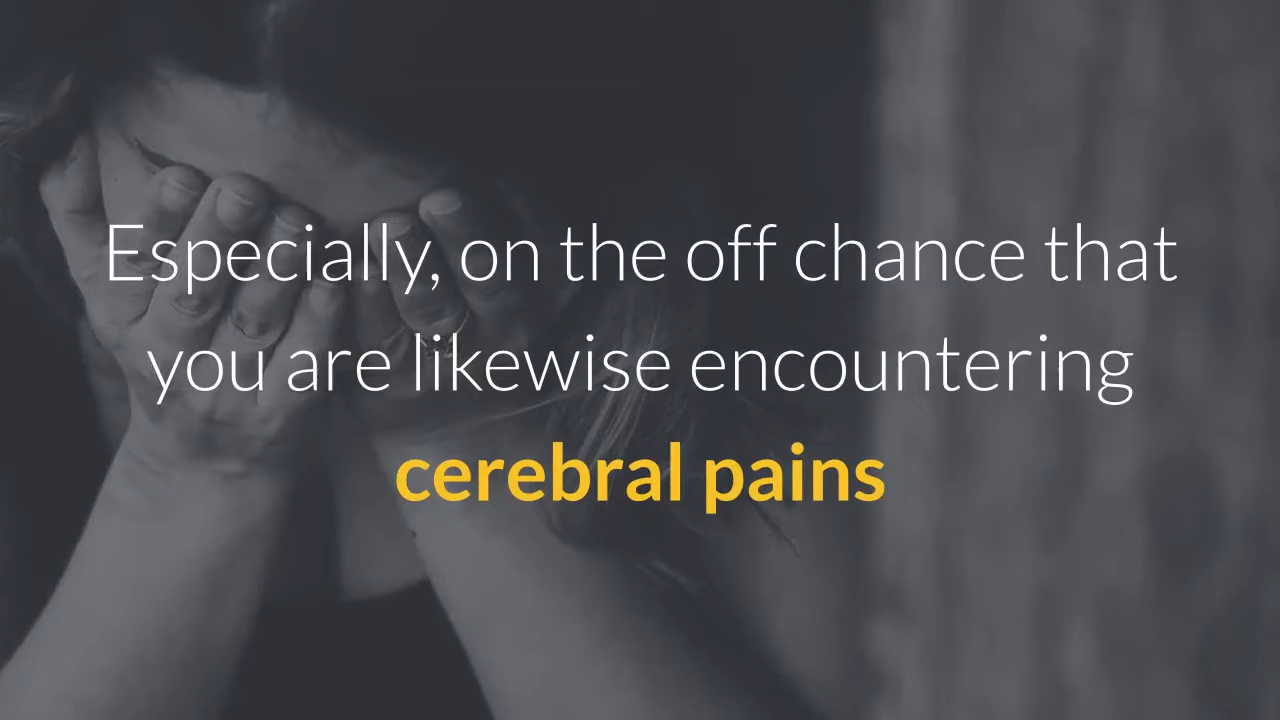 Especially, on the off chance that
you are likewise encountering
cerebral pains